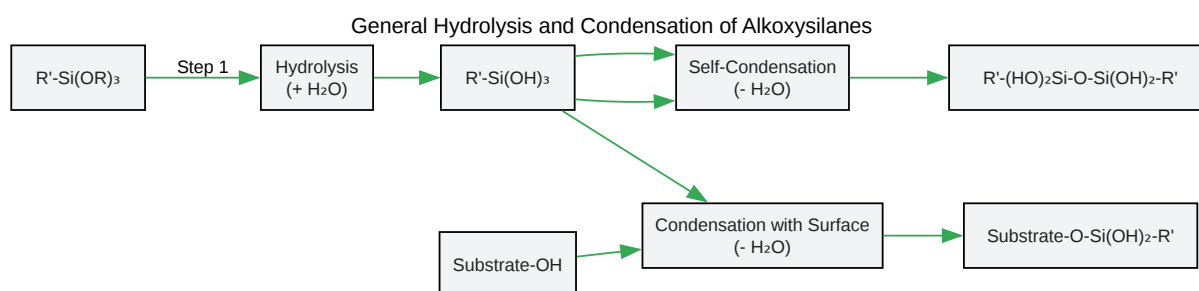 General Hydrolysis and Condensation of Alkoxysilanes
R'-Si(OR)₃
Step 1
Hydrolysis
(+ H₂O)
R'-Si(OH)₃
Self-Condensation
(- H₂O)
R'-(HO)₂Si-O-Si(OH)₂-R'
Substrate-OH
Condensation with Surface
(- H₂O)
Substrate-O-Si(OH)₂-R'